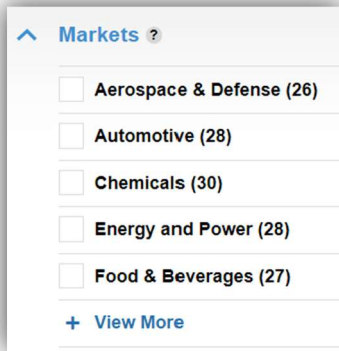 Markets ?
Aerospace & Defense (26)
Automotive (28)
Chemicals (30)
Energy and Power (28)
Food & Beverages (27)
+ View More